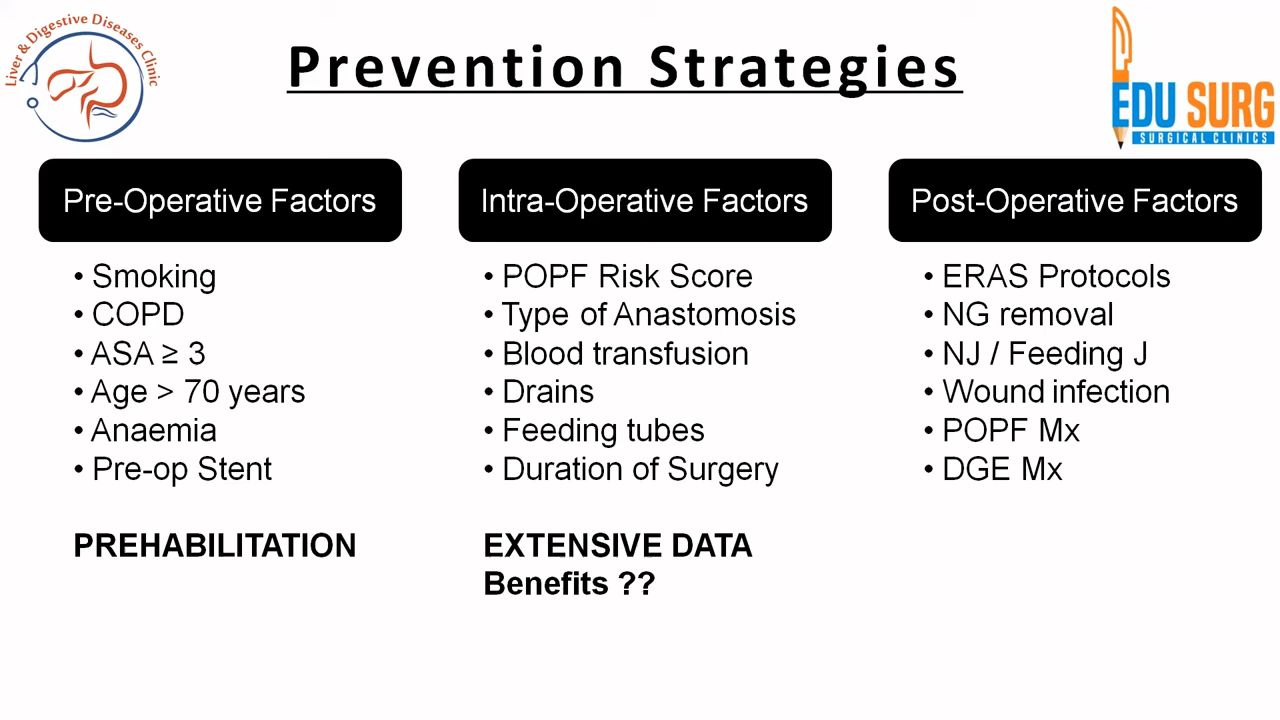 Liver & Digestive Diseases Clinic
Prevention Strategies
EDU SURG
SURGICAL CLINICS
Pre-Operative Factors
• Smoking
• COPD
• ASA ≥ 3
• Age > 70 years
• Anaemia
• Pre-op Stent
PREHABILITATION
Intra-Operative Factors
• POPF Risk Score
• Type of Anastomosis
• Blood transfusion
• Drains
• Feeding tubes
• Duration of Surgery
EXTENSIVE DATA
Benefits ??
Post-Operative Factors
• ERAS Protocols
• NG removal
• NJ / Feeding J
• Wound infection
• POPF Mx
• DGE Mx